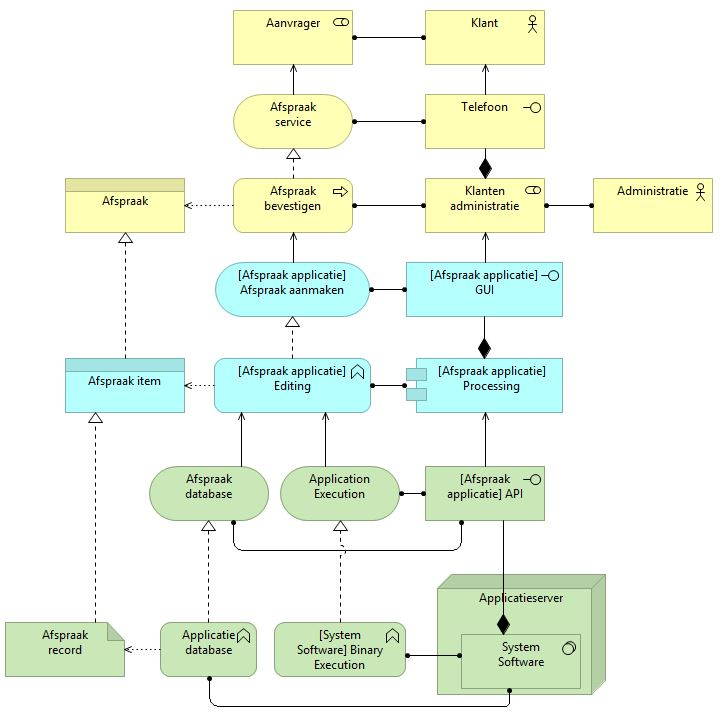 Aanvrager
Klant
Afspraak
service
Telefoon
Afspraak
Afspraak
bevestigen
Klanten
administratie
Administratie
[Afspraak applicatie]
Afspraak aanmaken
[Afspraak applicatie]
GUI
Afspraak item
[Afspraak applicatie]
Editing
[Afspraak applicatie]
Processing
Afspraak
database
Application
Execution
[Afspraak
applicatie] API
Applicatieserver
Afspraak
record
Applicatie
database
[System
Software] Binary
Execution
System
Software